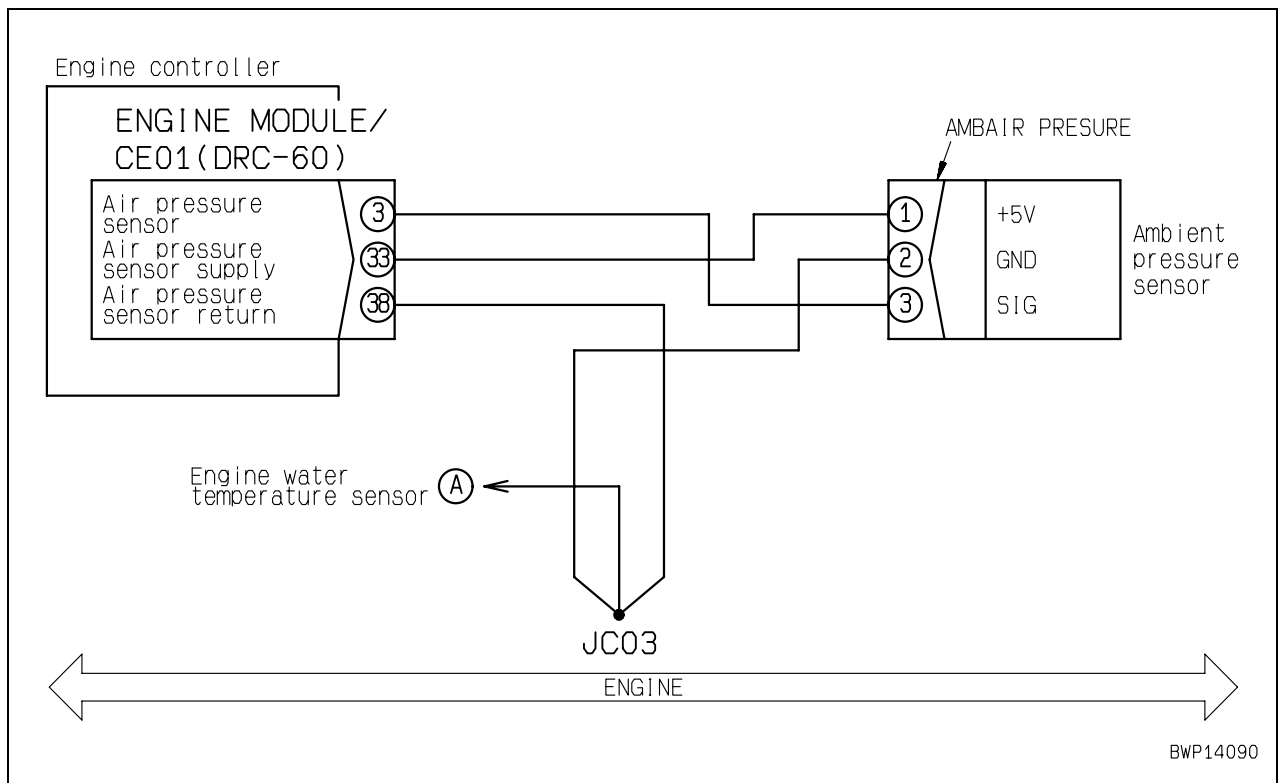 Engine controller
ENGINE MODULE/
CE01(DRC-60)
Air pressure
sensor
Air pressure
sensor supply
Air pressure
sensor return
3
33
38
AMBAIR PRESURE
1
2
3
+5V
GND
SIG
Ambient
pressure
sensor
Engine water
temperature sensor
A
JC03
ENGINE
BWP14090